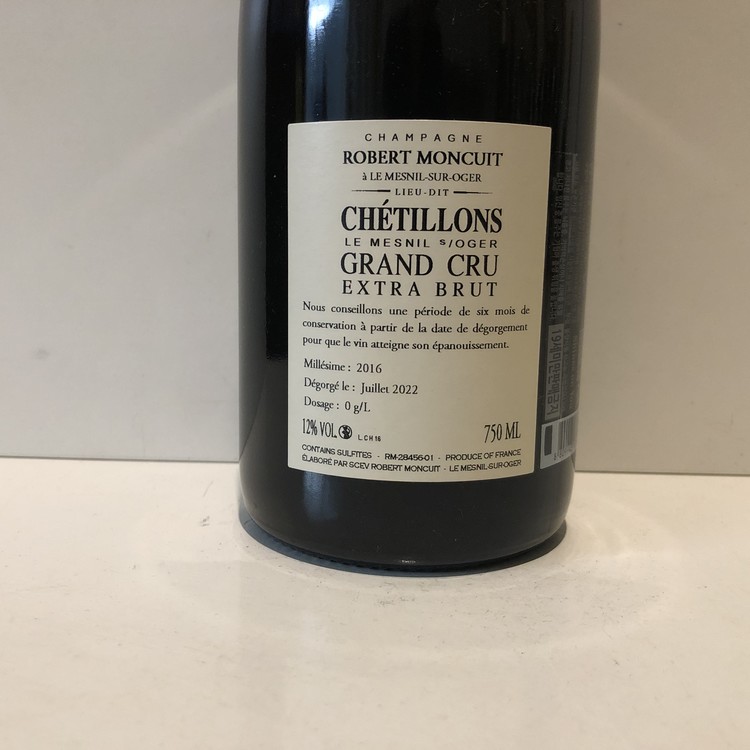 CHAMPAGNE
ROBERT MONCUIT
à LE MESNIL-SUR-OGER
LIEU-DIT
CHÉTILLONS
LE MESNIL S/OGER
GRAND CRU
EXTRA BRUT
Nous conseillons une période de six mois de
conservation à partir de la date de dégorgement
pour que le vin atteigne son épanouissement.
Millésime : 2016
Dégorgé le : Juillet 2022
Dosage : 0 g/L
12% VOL. L CH 16 750 ML
CONTAINS SULFITES - RM-28456-01 - PRODUCE OF FRANCE
ÉLABORÉ PAR SCEV ROBERT MONCUIT - LE MESNIL-SUR-OGER